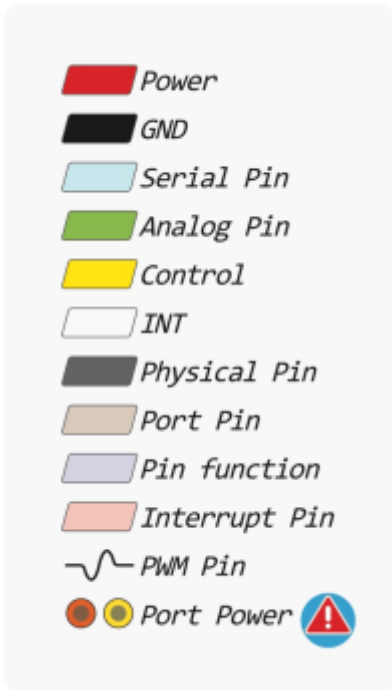 Power
GND
Serial Pin
Analog Pin
Control
INT
Physical Pin
Port Pin
Pin function
Interrupt Pin
PWM Pin
Port Power